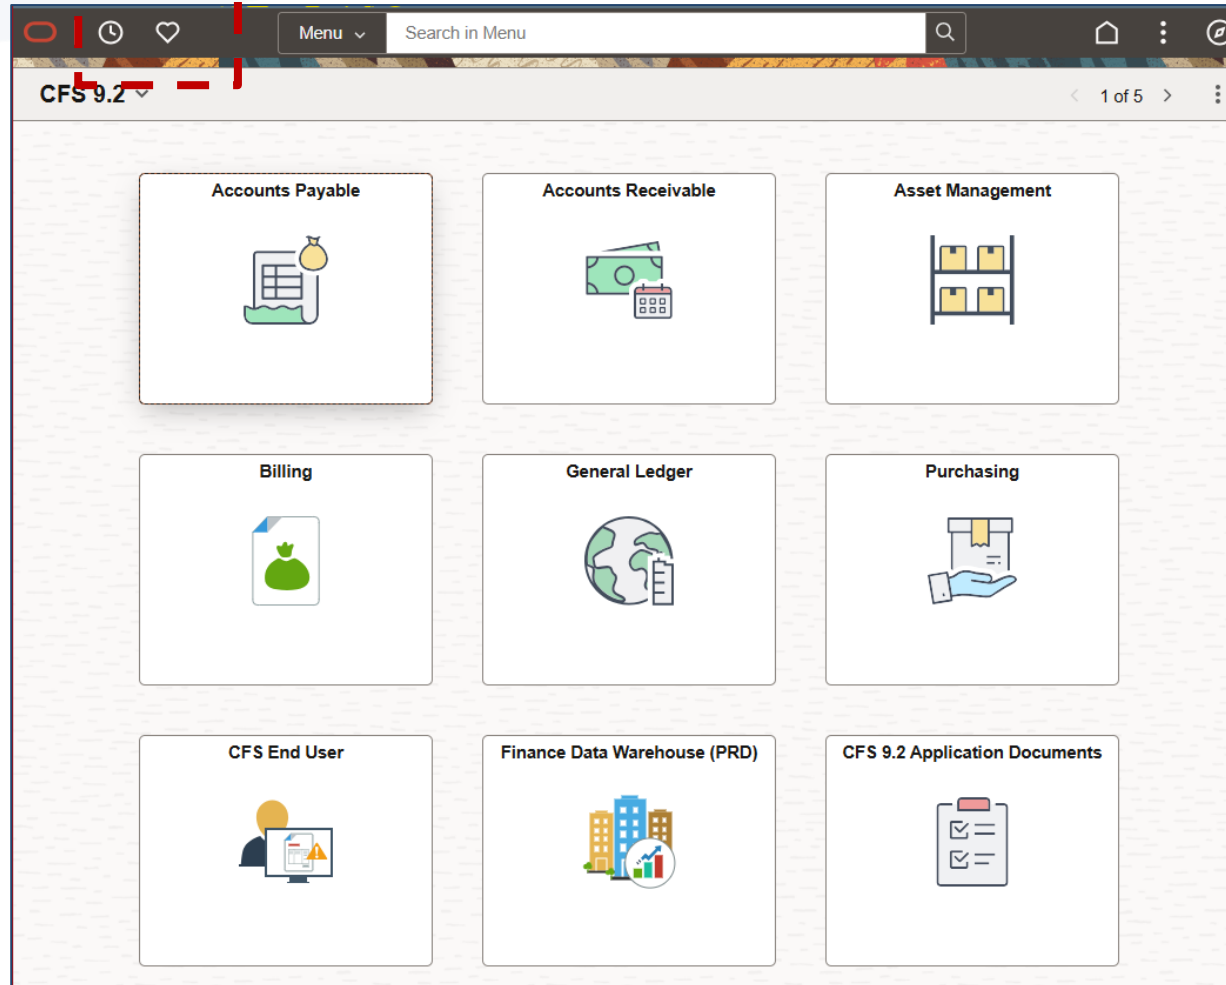 Menu Search in Menu
CFS 9.2 1 of 5
Accounts Payable Accounts Receivable Asset Management
Billing General Ledger Purchasing
CFS End User Finance Data Warehouse (PRD) CFS 9.2 Application Documents